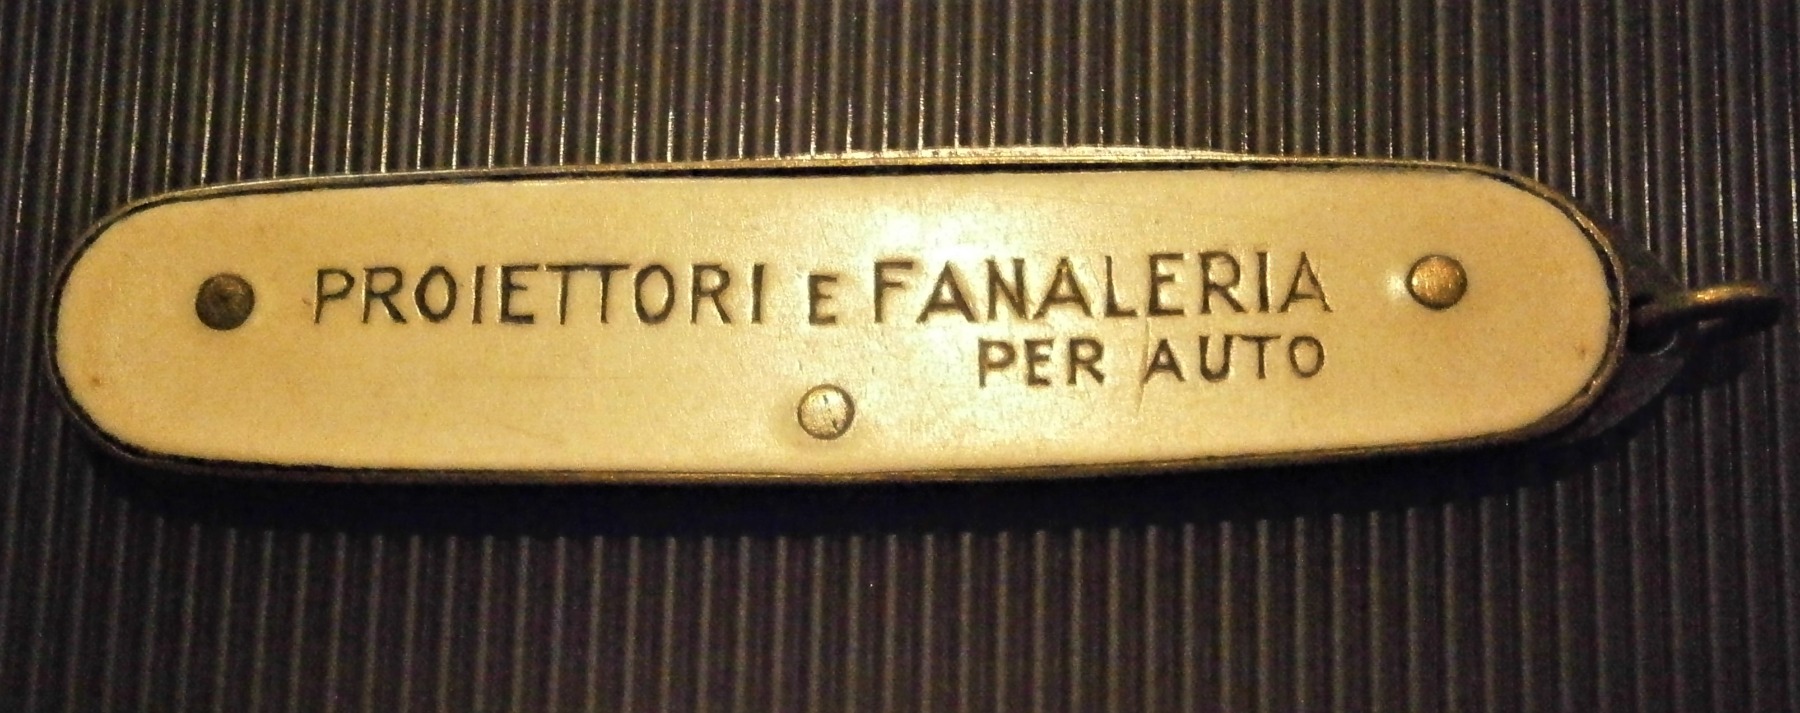 PROIETTORI E FANALERIA
PER AUTO